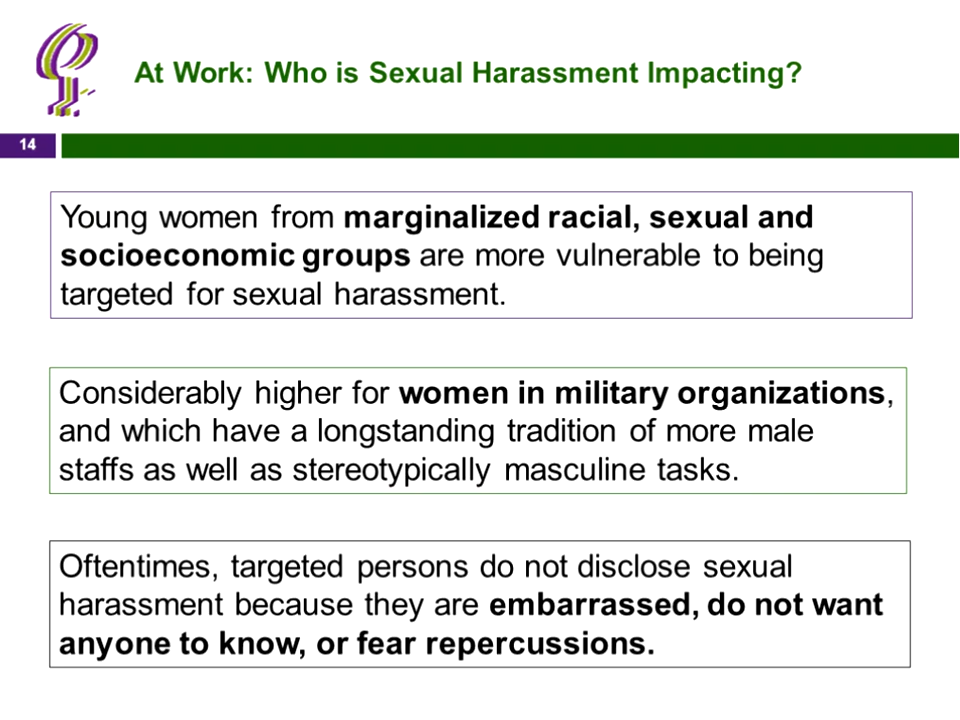 At Work: Who is Sexual Harassment Impacting?
14
Young women from marginalized racial, sexual and
socioeconomic groups are more vulnerable to being
targeted for sexual harassment.
Considerably higher for women in military organizations,
and which have a longstanding tradition of more male
staffs as well as stereotypically masculine tasks.
Oftentimes, targeted persons do not disclose sexual
harassment because they are embarrassed, do not want
anyone to know, or fear repercussions.